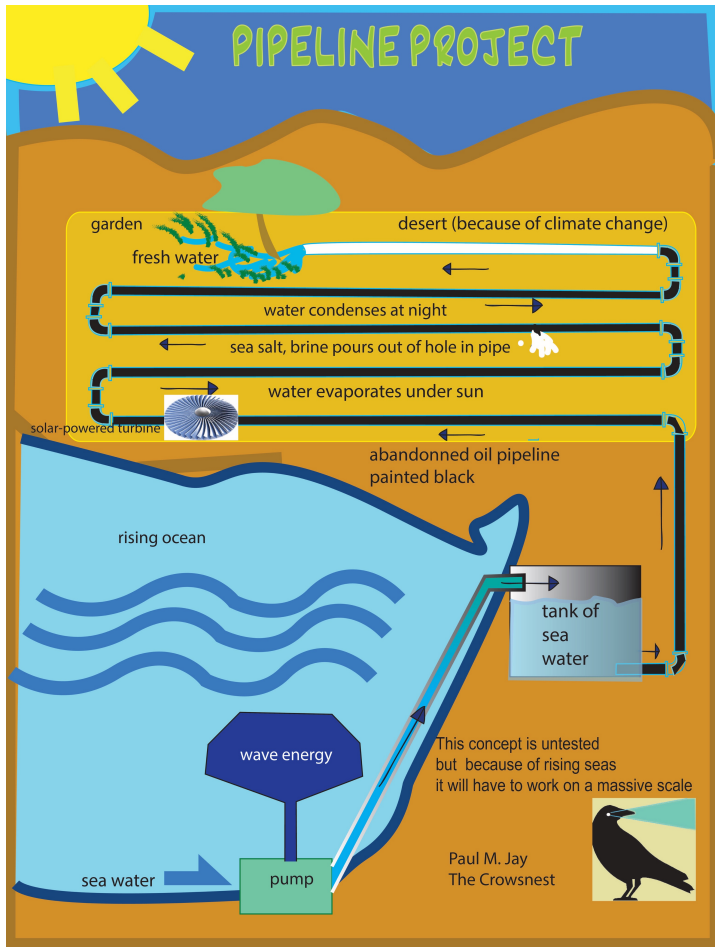 PIPELINE PROJECT
garden
desert (because of climate change)
fresh water
water condenses at night
sea salt, brine pours out of hole in pipe
water evaporates under sun
solar-powered turbine
abandonned oil pipeline
painted black
rising ocean
tank of
sea
water
wave energy
This concept is untested
but because of rising seas
it will have to work on a massive scale
sea water
pump
Paul M. Jay
The Crowsnest